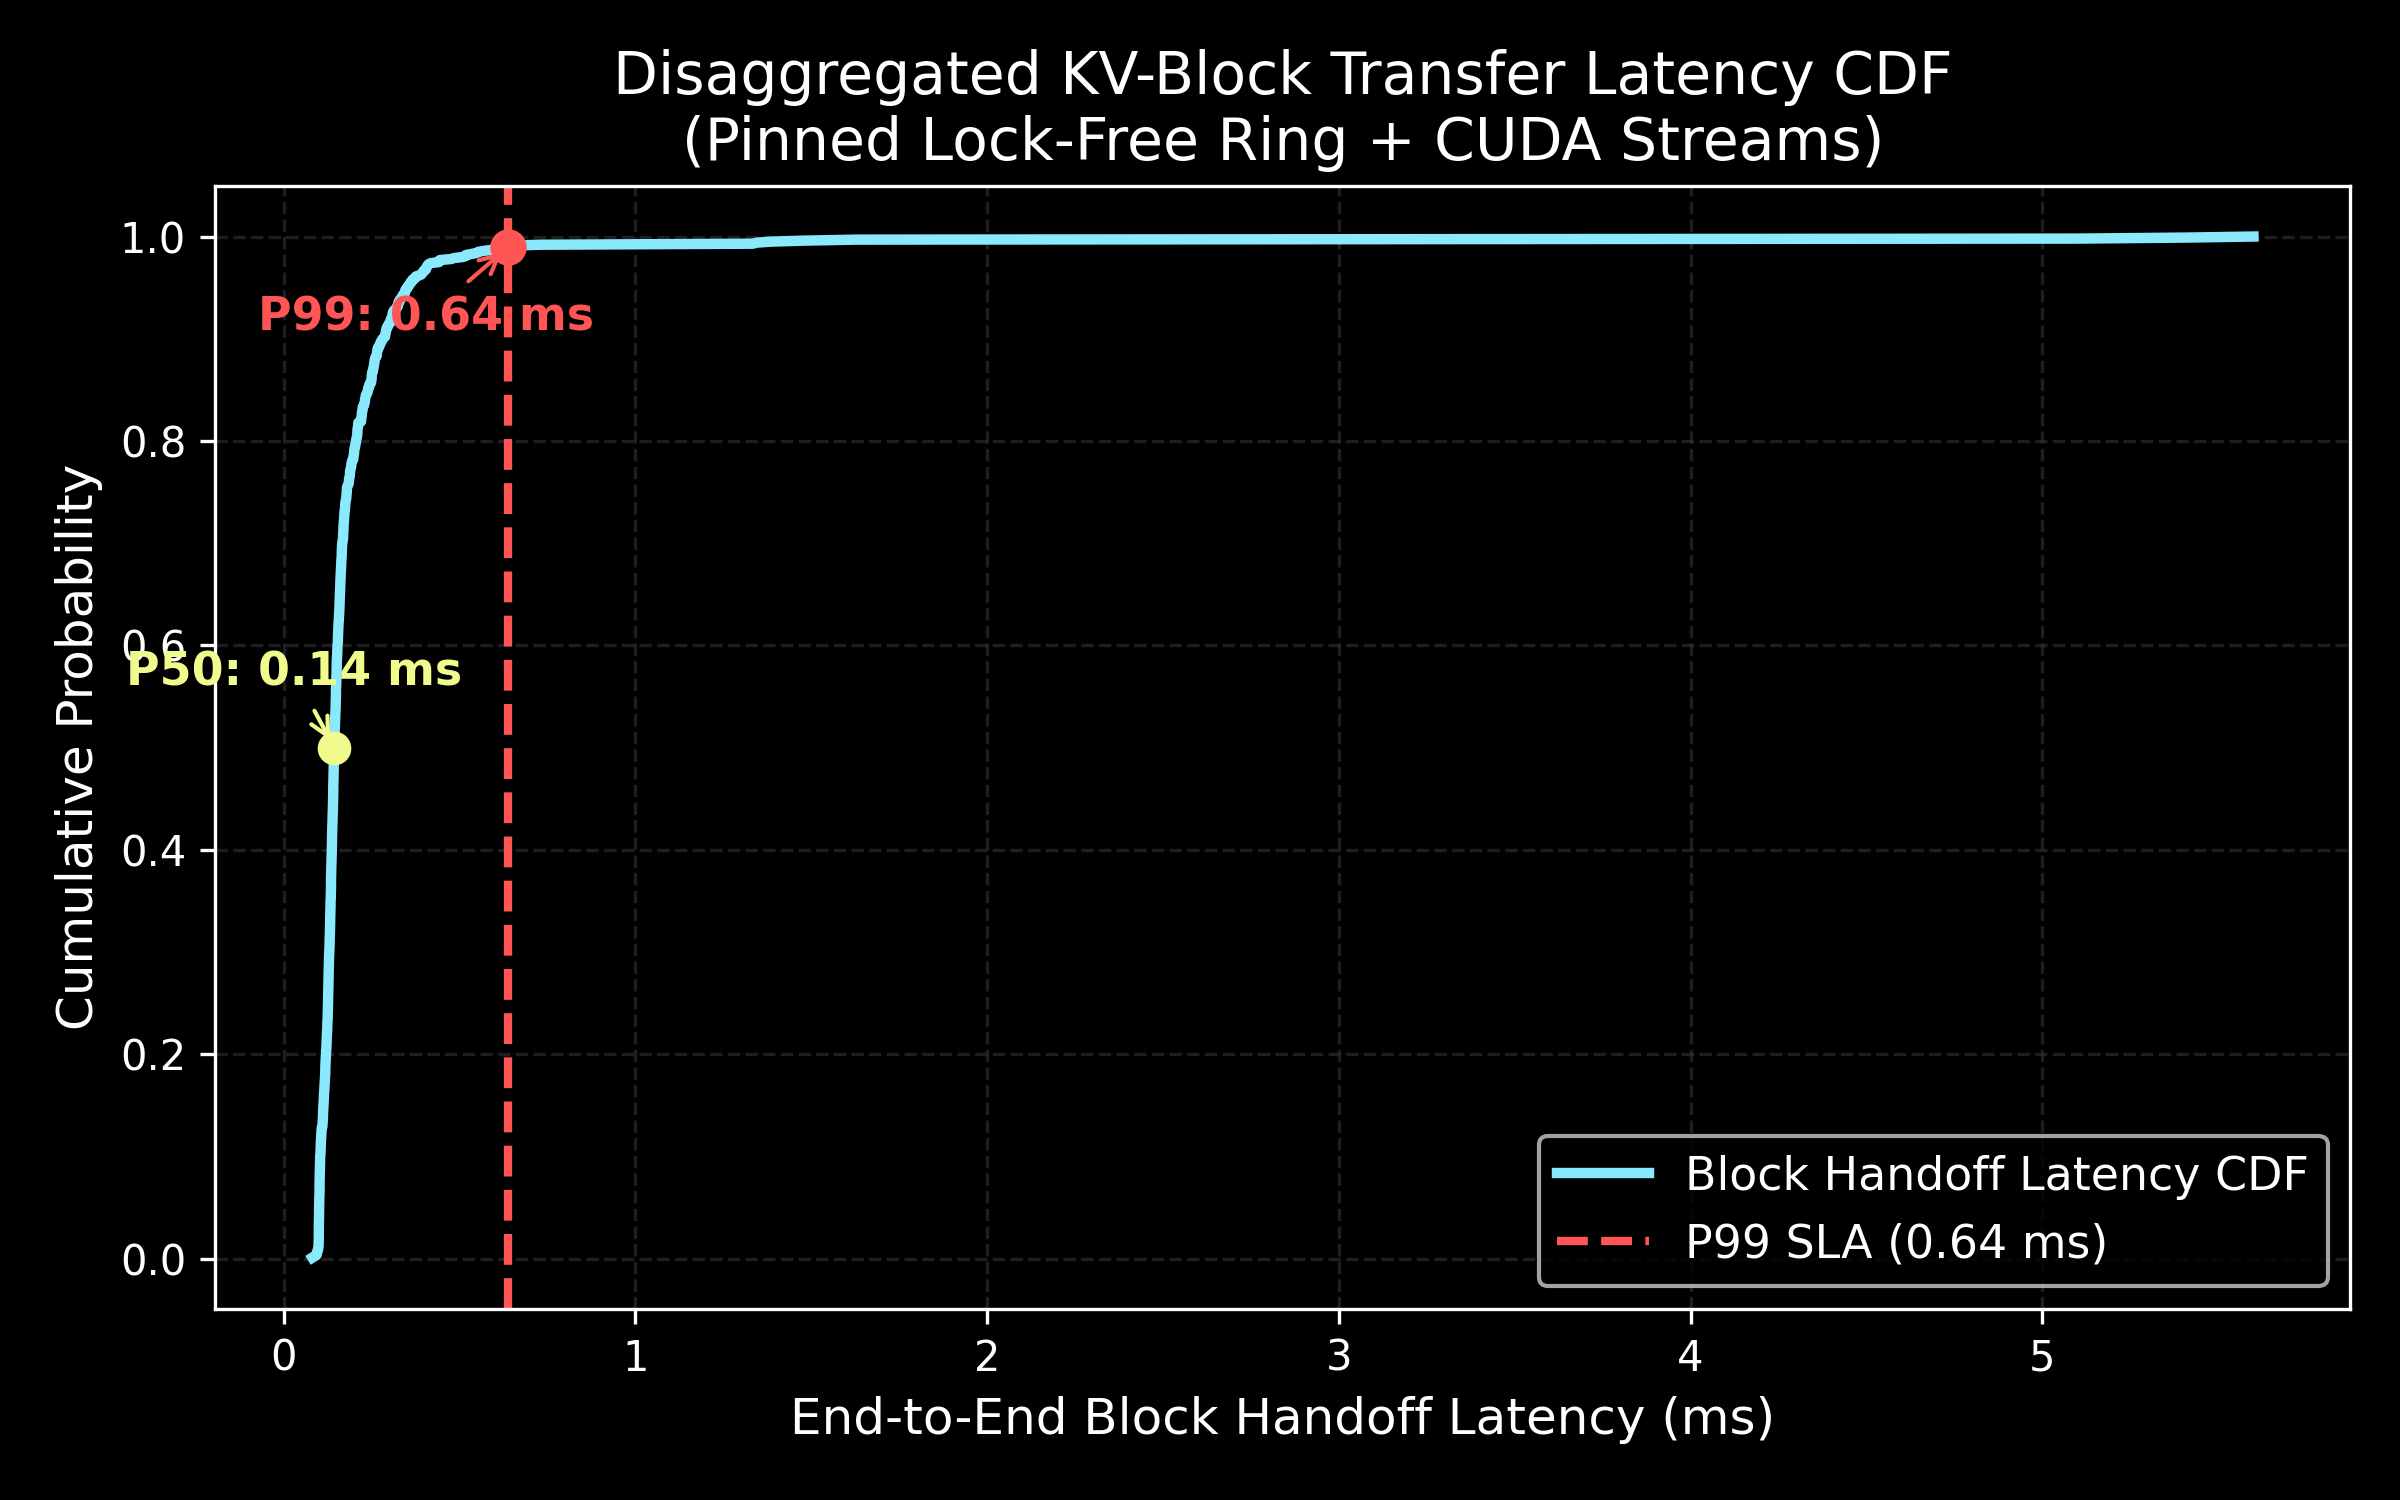 Disaggregated KV-Block Transfer Latency CDF
(Pinned Lock-Free Ring + CUDA Streams)
Cumulative Probability
1.0
0.8
0.6
0.4
0.2
0.0
P99: 0.64 ms
P50: 0.14 ms
Block Handoff Latency CDF
P99 SLA (0.64 ms)
0
1
2
3
4
5
End-to-End Block Handoff Latency (ms)